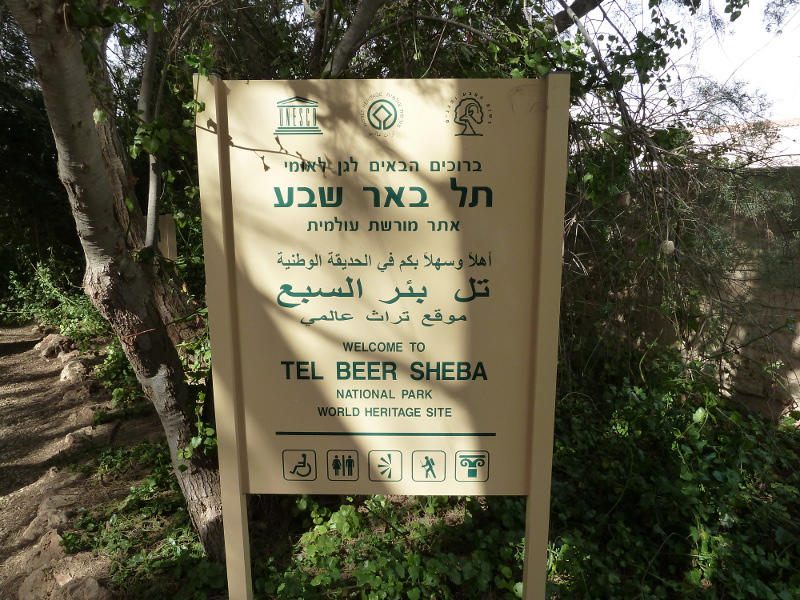 UNESCO
ברוכים הבאים לגן לאומי
תל באר שבע
אתר מורשת עולמית
أهلاً وسهلاً بكم في الحديقة الوطنية
تل بئر السبع
موقع تراث عالمي
WELCOME TO
TEL BEER SHEBA
NATIONAL PARK
WORLD HERITAGE SITE